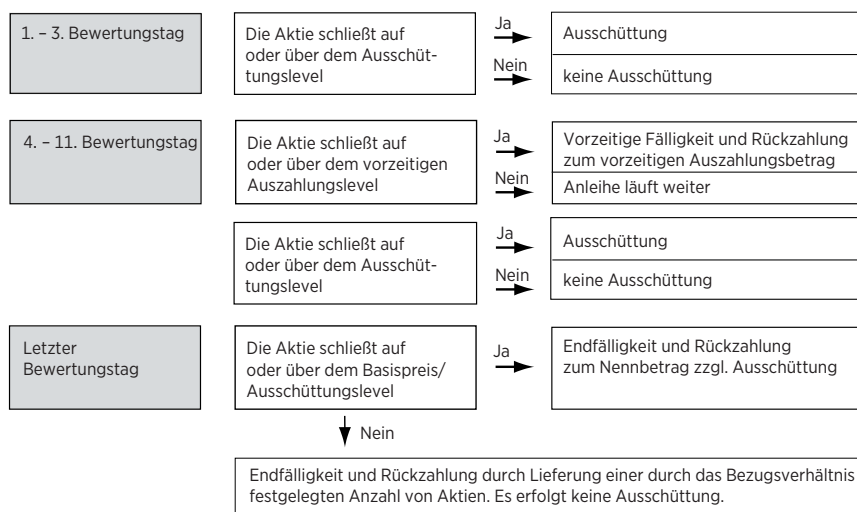 1. – 3. Bewertungstag
Die Aktie schließt auf
oder über dem Ausschüt-
tungslevel
Ja
Ausschüttung
Nein
keine Ausschüttung
4. – 11. Bewertungstag
Die Aktie schließt auf
oder über dem vorzeitigen
Auszahlungslevel
Ja
Vorzeitige Fälligkeit und Rückzahlung
zum vorzeitigen Auszahlungsbetrag
Nein
Anleihe läuft weiter
Die Aktie schließt auf
oder über dem Ausschüt-
tungslevel
Ja
Ausschüttung
Nein
keine Ausschüttung
Letzter
Bewertungstag
Die Aktie schließt auf
oder über dem Basispreis/
Ausschüttungslevel
Ja
Endfälligkeit und Rückzahlung
zum Nennbetrag zzgl. Ausschüttung
Nein
Endfälligkeit und Rückzahlung durch Lieferung einer durch das Bezugsverhältnis
festgelegten Anzahl von Aktien. Es erfolgt keine Ausschüttung.